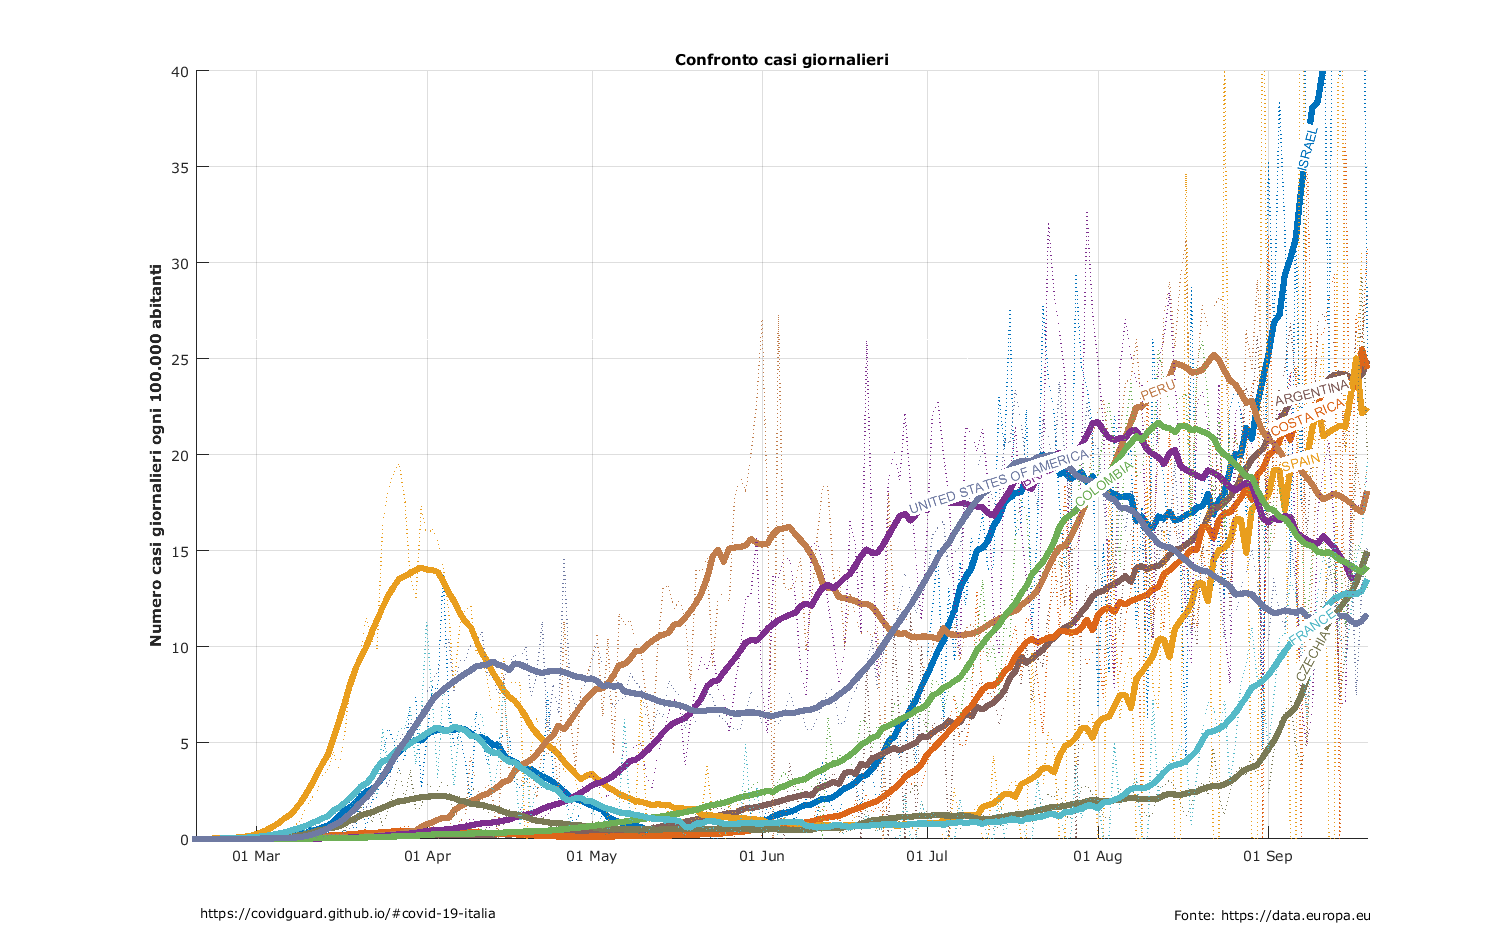 Confronto casi giornalieri
Numero casi giornalieri ogni 100.000 abitanti
40
35
30
25
20
15
10
5
0
ISRAEL
PERU
ARGENTINA
COSTA RICA
SPAIN
UNITED STATES OF AMERICA
COLOMBIA
FRANCE
CZECHIA
01 Mar
01 Apr
01 May
01 Jun
01 Jul
01 Aug
01 Sep
https://covidguard.github.io/#covid-19-italia
Fonte: https://data.europa.eu